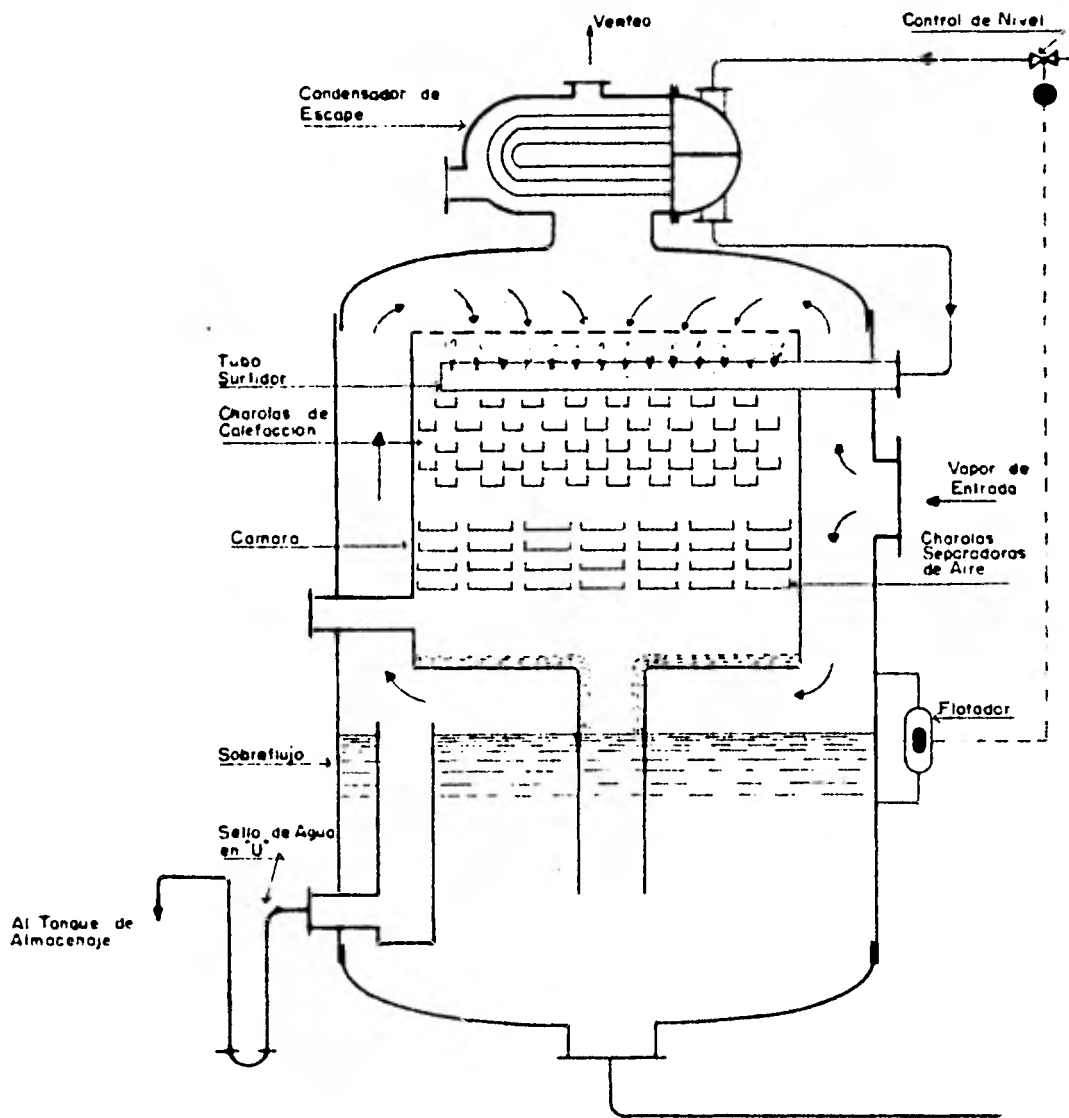 Venteo
Control de Nivel
Condensador de
Escape
Tubo
Surtidor
Charolas de
Calefaccion
Vapor de
Entrada
Camara
Charolas
Separadoras
de Aire
Flotador
Sobreflujo
Sello de Agua
en "U"
Al Tanque de
Almacenaje